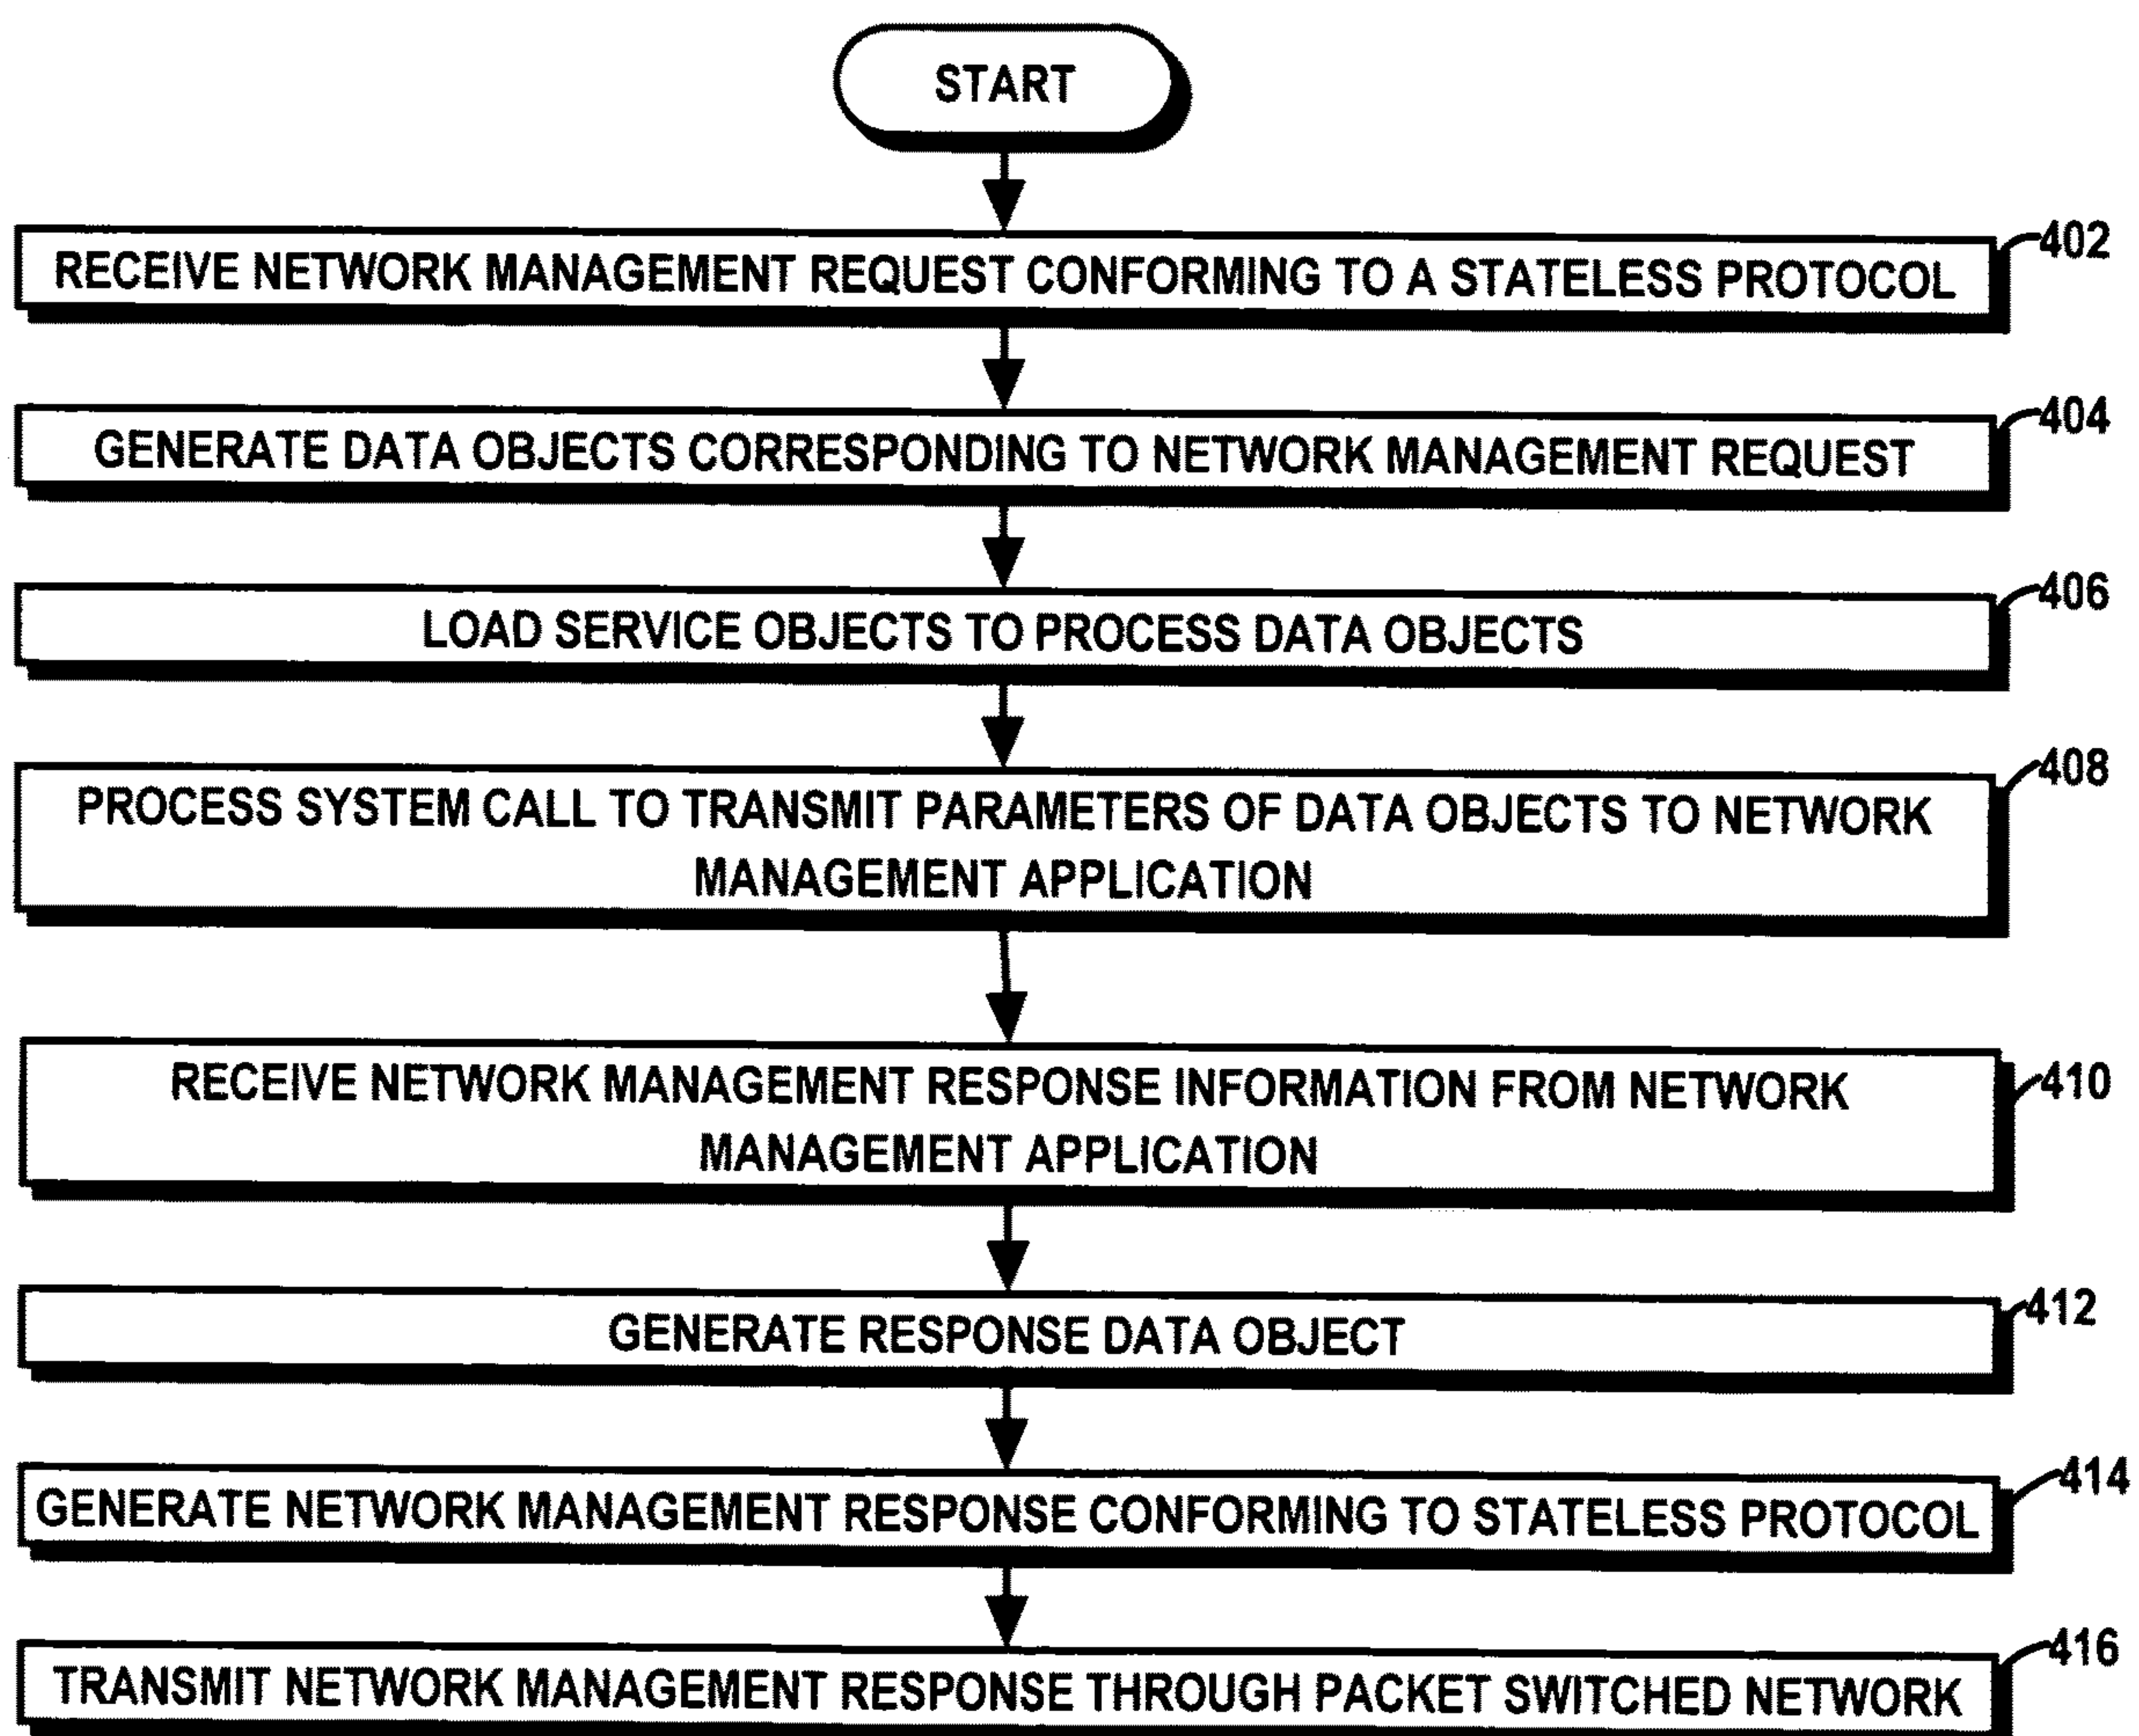 START
RECEIVE NETWORK MANAGEMENT REQUEST CONFORMING TO A STATELESS PROTOCOL
402
GENERATE DATA OBJECTS CORRESPONDING TO NETWORK MANAGEMENT REQUEST
404
LOAD SERVICE OBJECTS TO PROCESS DATA OBJECTS
406
PROCESS SYSTEM CALL TO TRANSMIT PARAMETERS OF DATA OBJECTS TO NETWORK
MANAGEMENT APPLICATION
408
RECEIVE NETWORK MANAGEMENT RESPONSE INFORMATION FROM NETWORK
MANAGEMENT APPLICATION
410
GENERATE RESPONSE DATA OBJECT
412
GENERATE NETWORK MANAGEMENT RESPONSE CONFORMING TO STATELESS PROTOCOL
414
TRANSMIT NETWORK MANAGEMENT RESPONSE THROUGH PACKET SWITCHED NETWORK
416